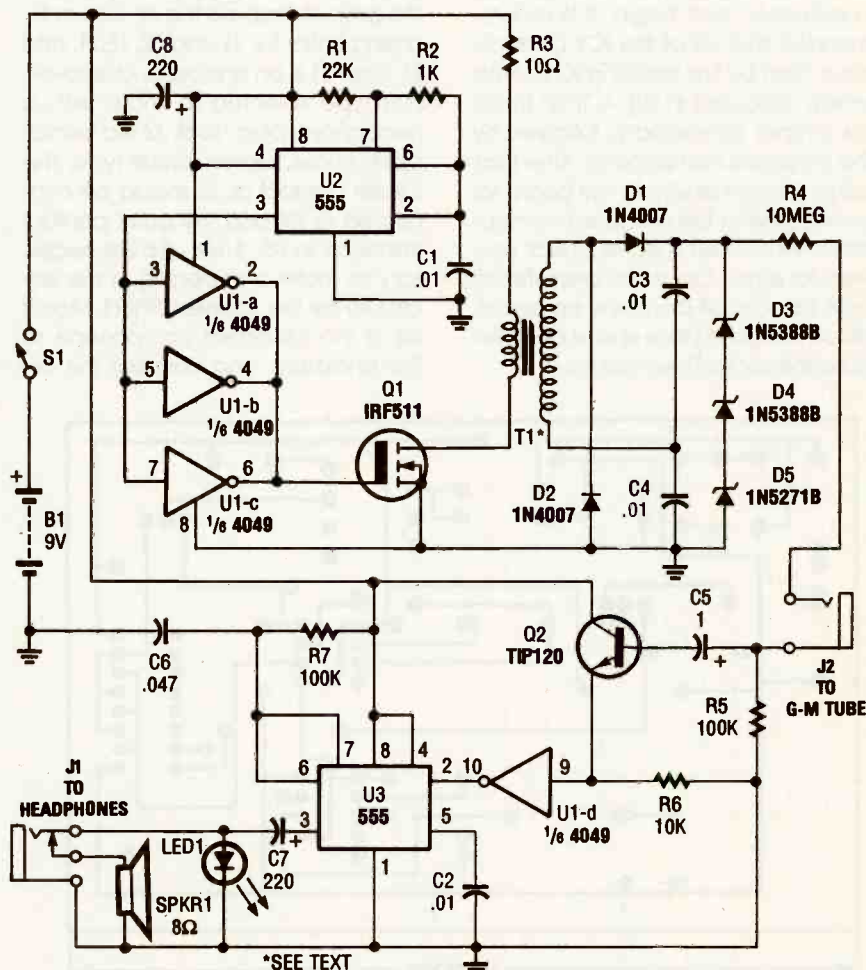 C8
220
+
R1
22K
R2
1K
R3
10Ω
8
7
4
6
U2
555
3
2
1
C1
.01
1
3
2
U1-a
1/6 4049
5
4
U1-b
1/6 4049
7
6
U1-c
1/6 4049
8
S1
+
B1
9V
Q1
IRF511
T1*
D1
1N4007
R4
10MEG
C3
.01
D3
1N5388B
D4
1N5388B
D2
1N4007
C4
.01
D5
1N5271B
C6
.047
R7
100K
Q2
TIP120
C5
1
+
J2
TO
G-M TUBE
R5
100K
7
8
4
6
2
10
9
U3
555
U1-d
1/6 4049
R6
10K
3
5
1
J1
TO
HEADPHONES
LED1
C7
220
+
C2
.01
SPKR1
8Ω
*SEE TEXT